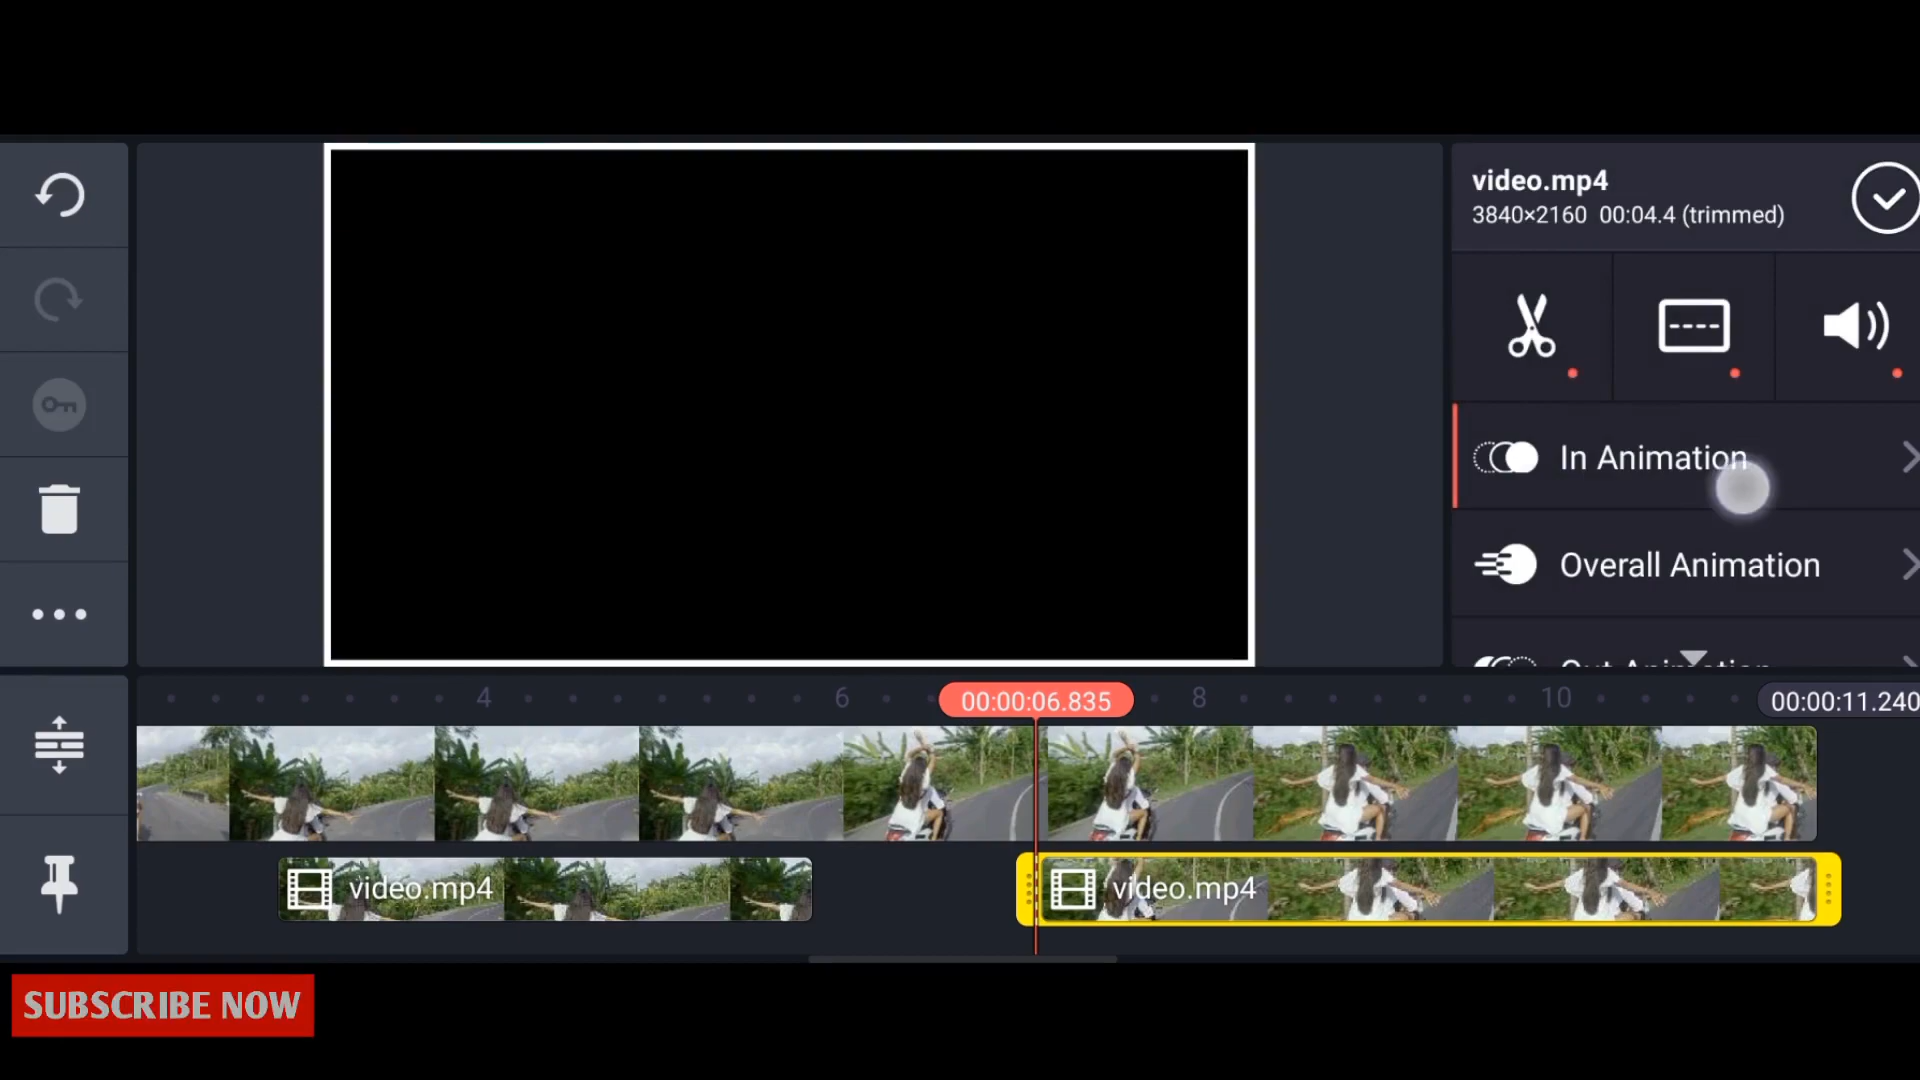 video.mp4
3840×2160 00:04.4 (trimmed)
In Animation
Overall Animation
Out Animation
4
6
00:00:06.835
8
10
00:00:11.240
video.mp4
video.mp4
SUBSCRIBE NOW